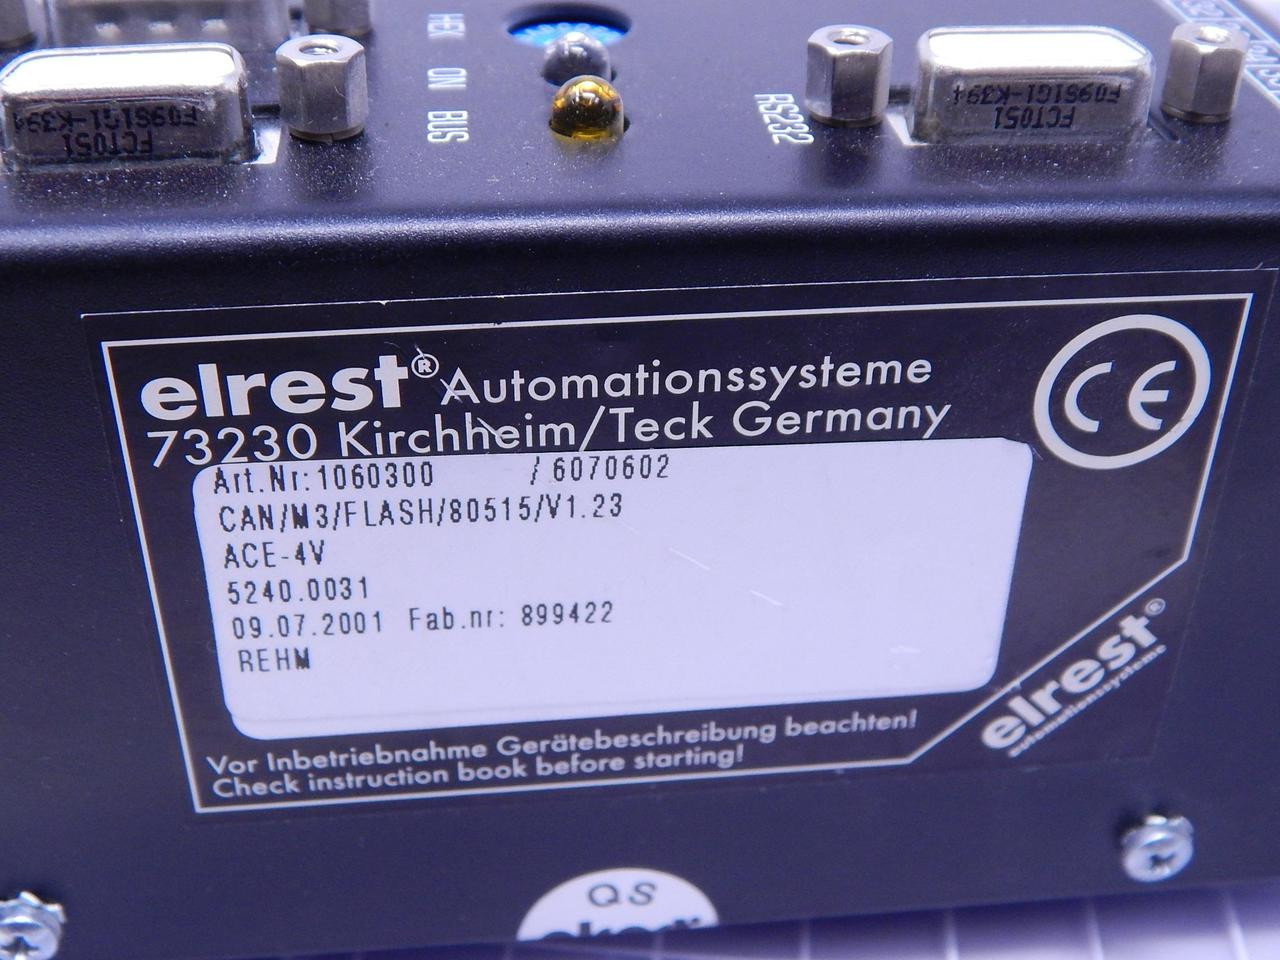 HEX ON BUS
RS232
FCT051
F09S1G1-K394
FCT051
F09S1G1-K394
elrest® Automationssysteme
73230 Kirchheim/Teck Germany
CE
Art.Nr:1060300 / 6070602
CAN/M3/FLASH/80515/V1.23
ACE-4V
5240.0031
09.07.2001 Fab.nr: 899422
REHM
elrest®
automationssysteme
Vor Inbetriebnahme Gerätebeschreibung beachten!
Check instruction book before starting!
QS